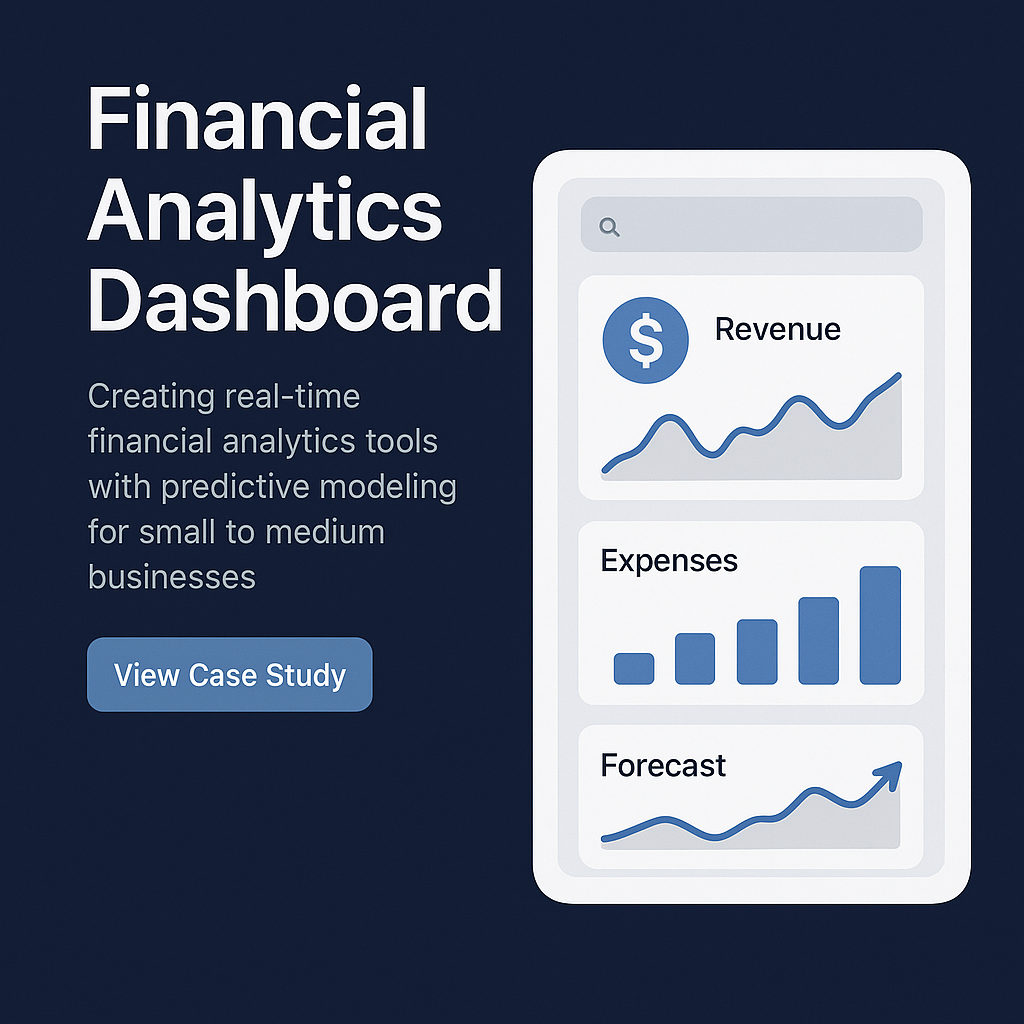 Financial
Analytics
Dashboard
Creating real-time
financial analytics tools
with predictive modeling
for small to medium
businesses
View Case Study
$
Revenue
Expenses
Forecast